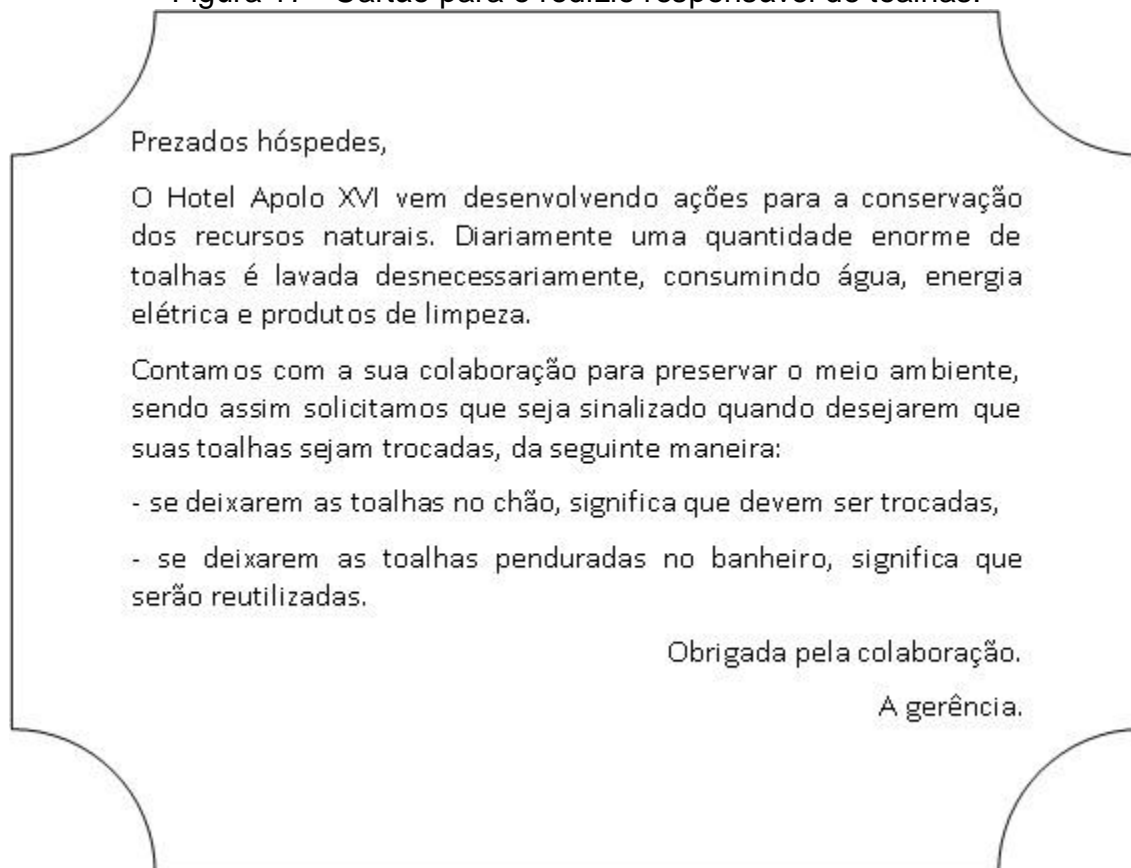 Prezados hóspedes,
O Hotel Apolo XVI vem desenvolvendo ações para a conservação
dos recursos naturais. Diariamente uma quantidade enorme de
toalhas é lavada desnecessariamente, consumindo água, energia
elétrica e produtos de limpeza.
Contamos com a sua colaboração para preservar o meio ambiente,
sendo assim solicitamos que seja sinalizado quando desejarem que
suas toalhas sejam trocadas, da seguinte maneira:
- se deixarem as toalhas no chão, significa que devem ser trocadas,
- se deixarem as toalhas penduradas no banheiro, significa que
serão reutilizadas.
Obrigada pela colaboração.
A gerência.